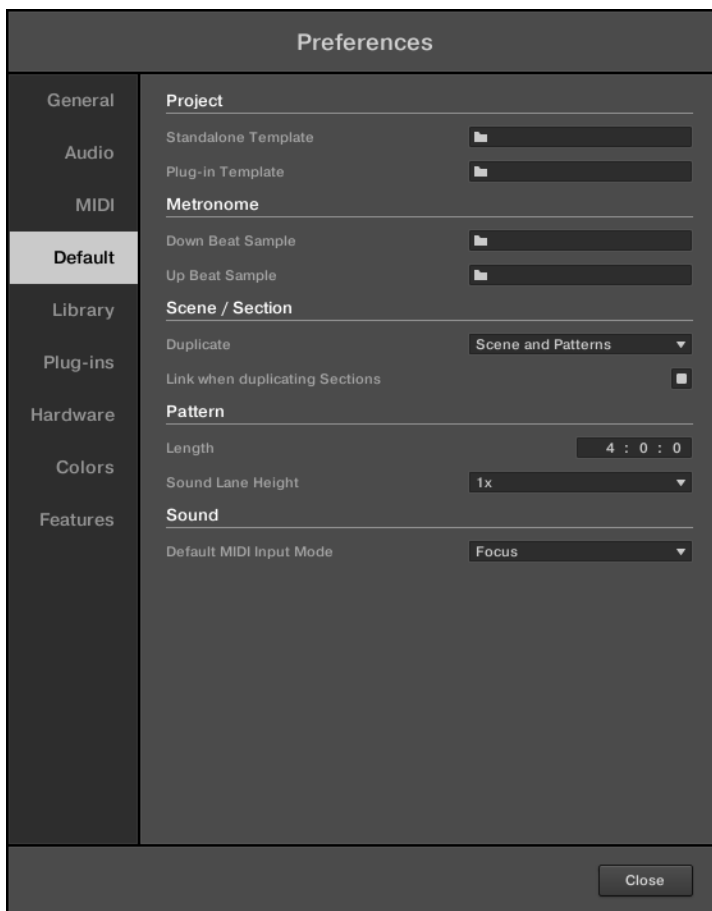 Preferences
General
Audio
MIDI
Default
Library
Plug-ins
Hardware
Colors
Features
Project
Standalone Template
Plug-in Template
Metronome
Down Beat Sample
Up Beat Sample
Scene / Section
Duplicate Scene and Patterns
Link when duplicating Sections
Pattern
Length 4 : 0 : 0
Sound Lane Height 1x
Sound
Default MIDI Input Mode Focus
Close